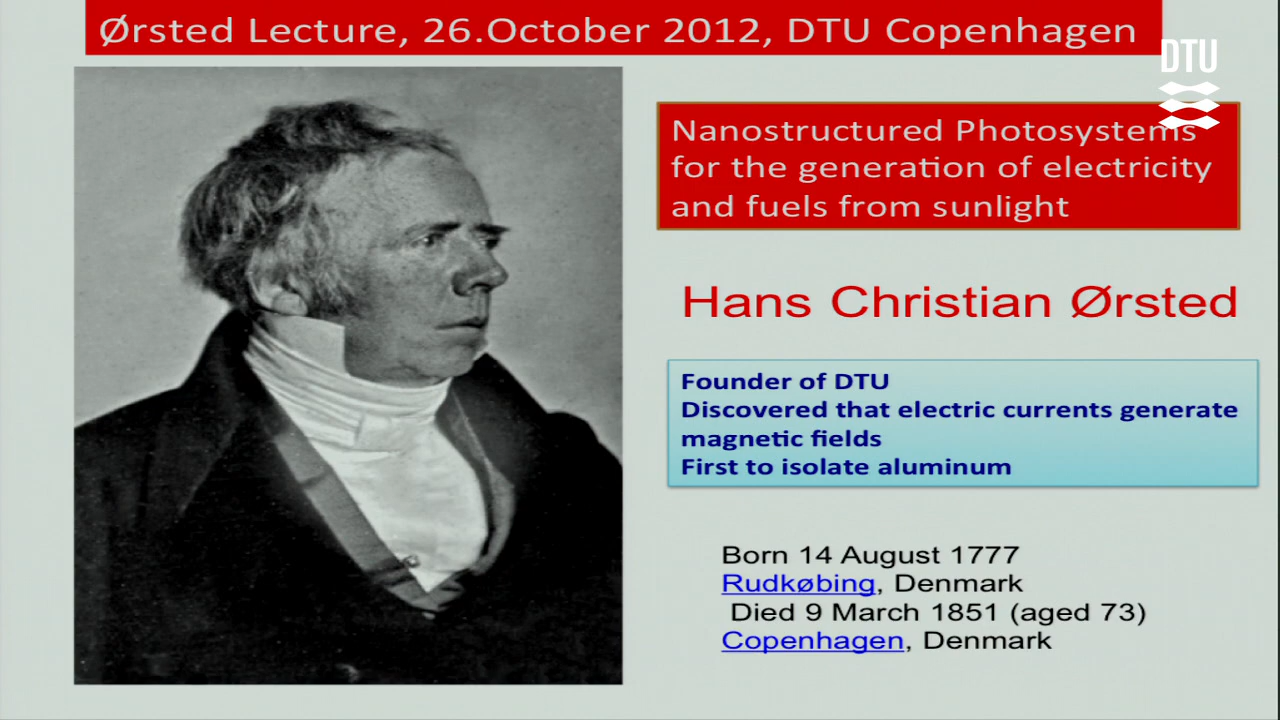 Ørsted Lecture, 26.October 2012, DTU Copenhagen
DTU
Nanostructured Photosystems
for the generation of electricity
and fuels from sunlight
Hans Christian Ørsted
Founder of DTU
Discovered that electric currents generate
magnetic fields
First to isolate aluminum
Born 14 August 1777
Rudkøbing, Denmark
Died 9 March 1851 (aged 73)
Copenhagen, Denmark